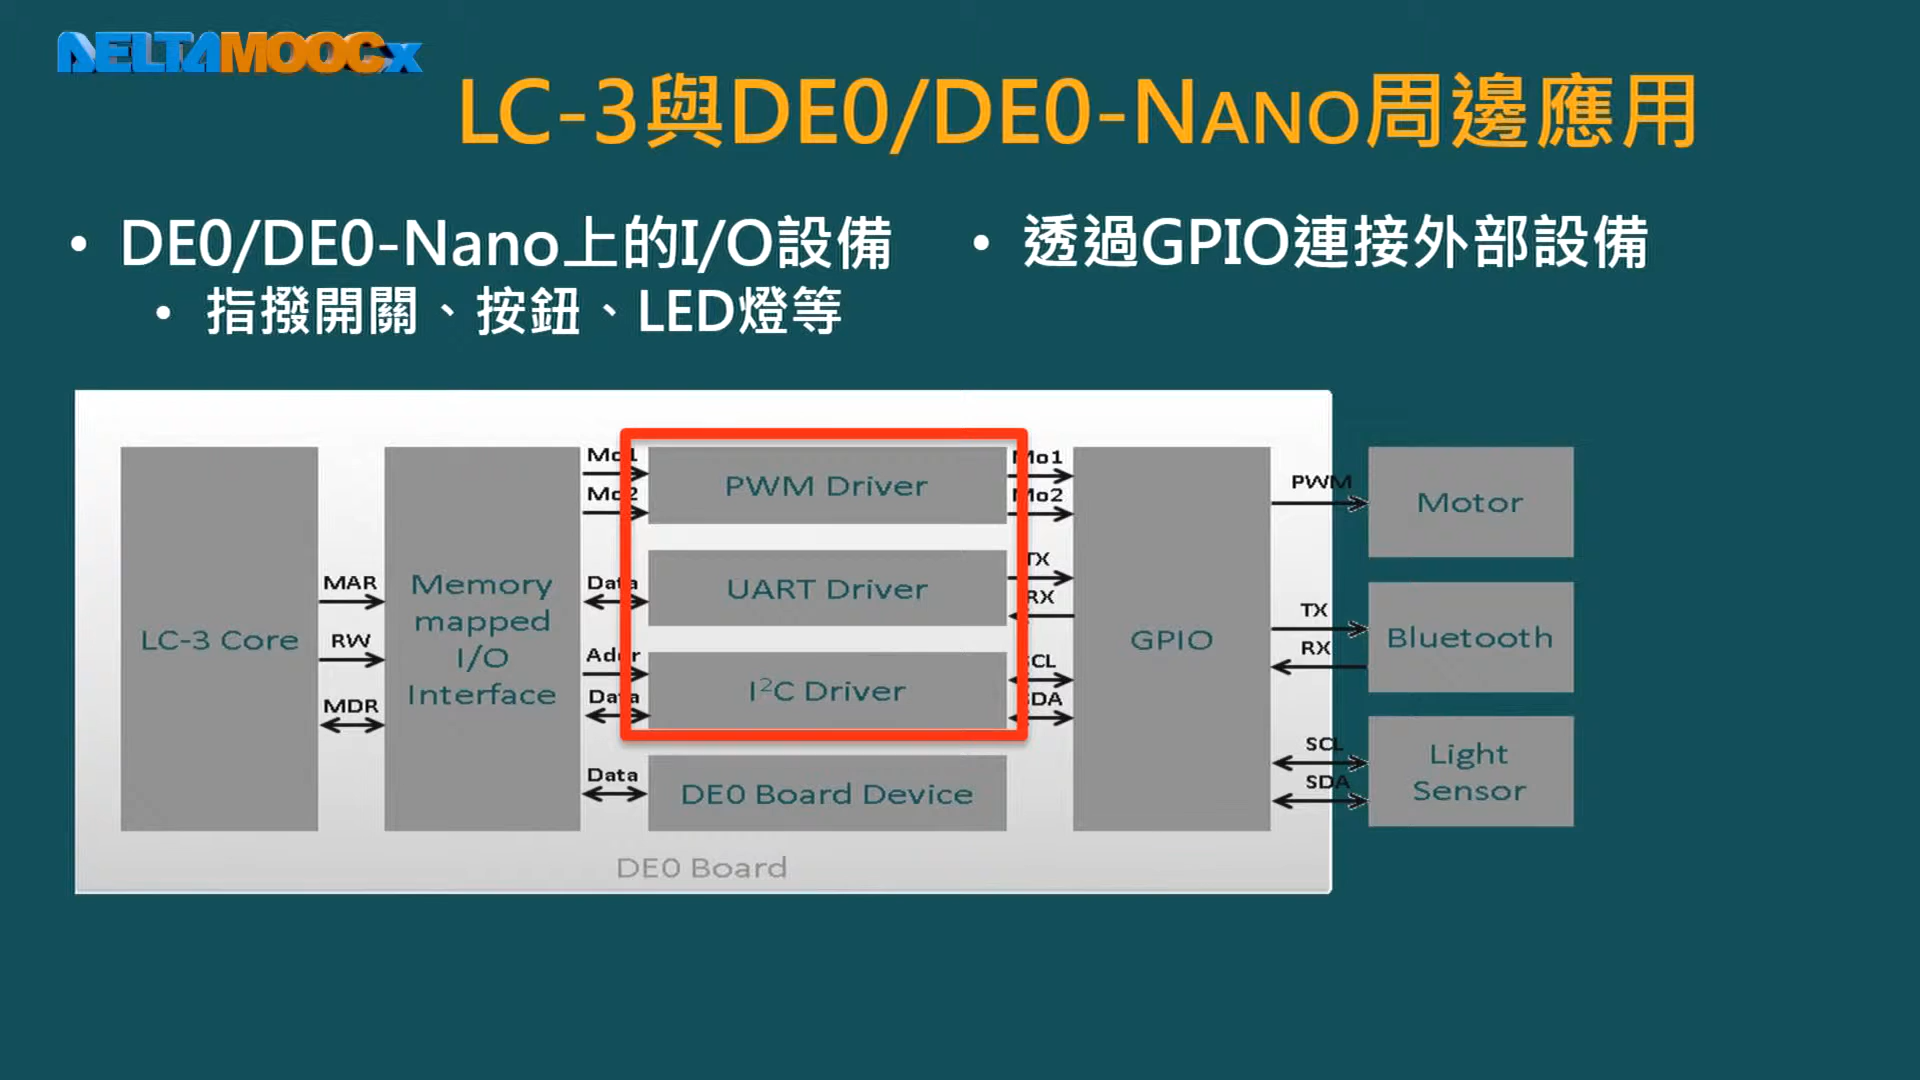 DELTAMOOCx
LC-3與DE0/DE0-NANO周邊應用
• DE0/DE0-Nano上的I/O設備
• 指撥開關、按鈕、LED燈等
• 透過GPIO連接外部設備
LC-3 Core
MAR
RW
MDR
Memory
mapped
I/O
Interface
Mo1
Mo2
Data
Addr
Data
Data
PWM Driver
UART Driver
I²C Driver
DE0 Board Device
Mo1
Mo2
TX
RX
SCL
SDA
GPIO
PWM
TX
RX
SCL
SDA
Motor
Bluetooth
Light
Sensor
DE0 Board